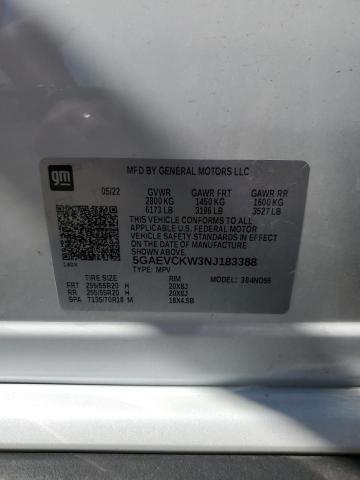 gm
MFD BY GENERAL MOTORS LLC
05/22 GVWR GAWR FRT GAWR RR
2800 KG 1450 KG 1600 KG
6173 LB 3196 LB 3527 LB
THIS VEHICLE CONFORMS TO ALL
APPLICABLE U.S. FEDERAL MOTOR
VEHICLE SAFETY STANDARDS IN
EFFECT ON THE DATE OF
MANUFACTURE SHOWN ABOVE.
5GAEVCKW3NJ183388
TYPE: MPV
TIRE SIZE RIM
FRT 255/55R20 H 20X8J
RR 255/55R20 H 20X8J
SPA T135/70R18 M 18X4.5B